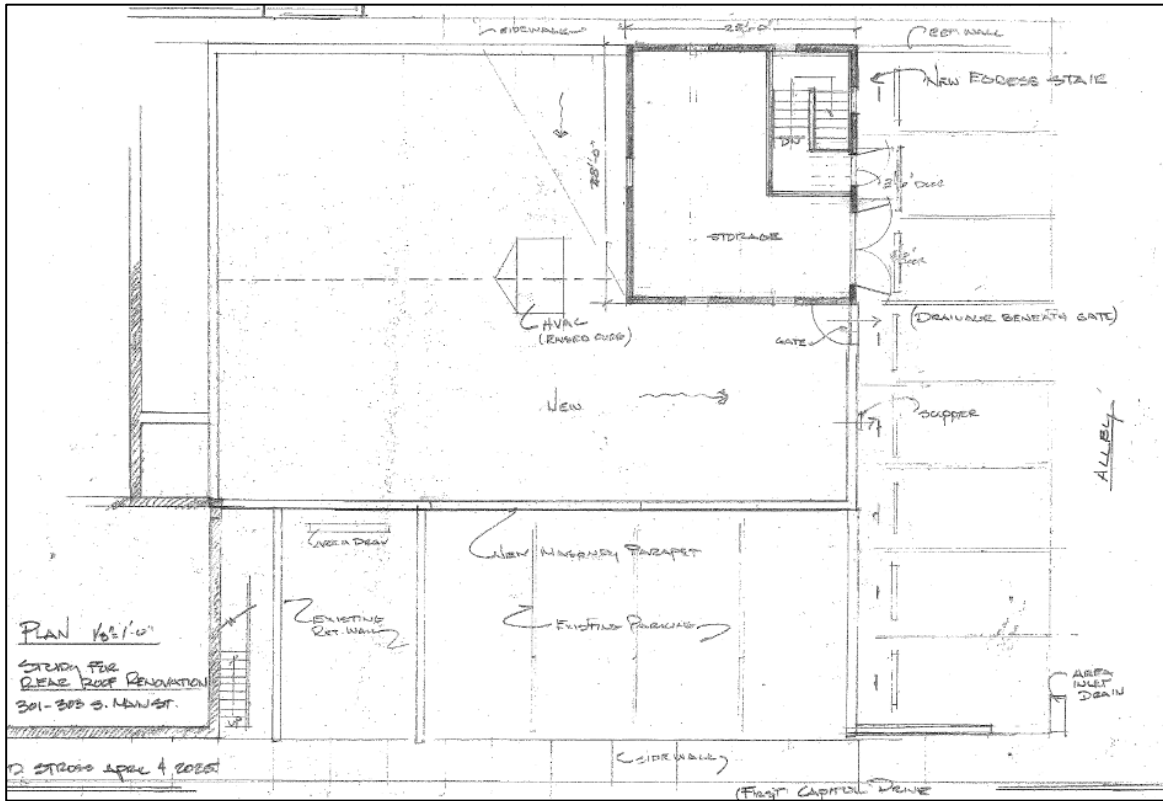 (SIDEWALK)
28'-0"
(RET. WALL
NEW EGRESS STAIR
28'-0"
DN
3'-6" DOOR
STORAGE
HVAC
(RAISED CURB)
(DRAINAGE BENEATH GATE)
GATE
NEW
SCUPPER
ALLEY
AREA DRAIN
NEW MASONRY PARAPET
EXISTING
RET. WALL
EXISTING PARKING
PLAN 1/8"=1'-0"
STUDY FOR
REAR ROOF RENOVATION
301-303 S. MAIN ST.
UP
AREA
INLET
DRAIN
STROSS APRIL 4 2025
(SIDEWALK)
(FIRST CAPITOL DRIVE